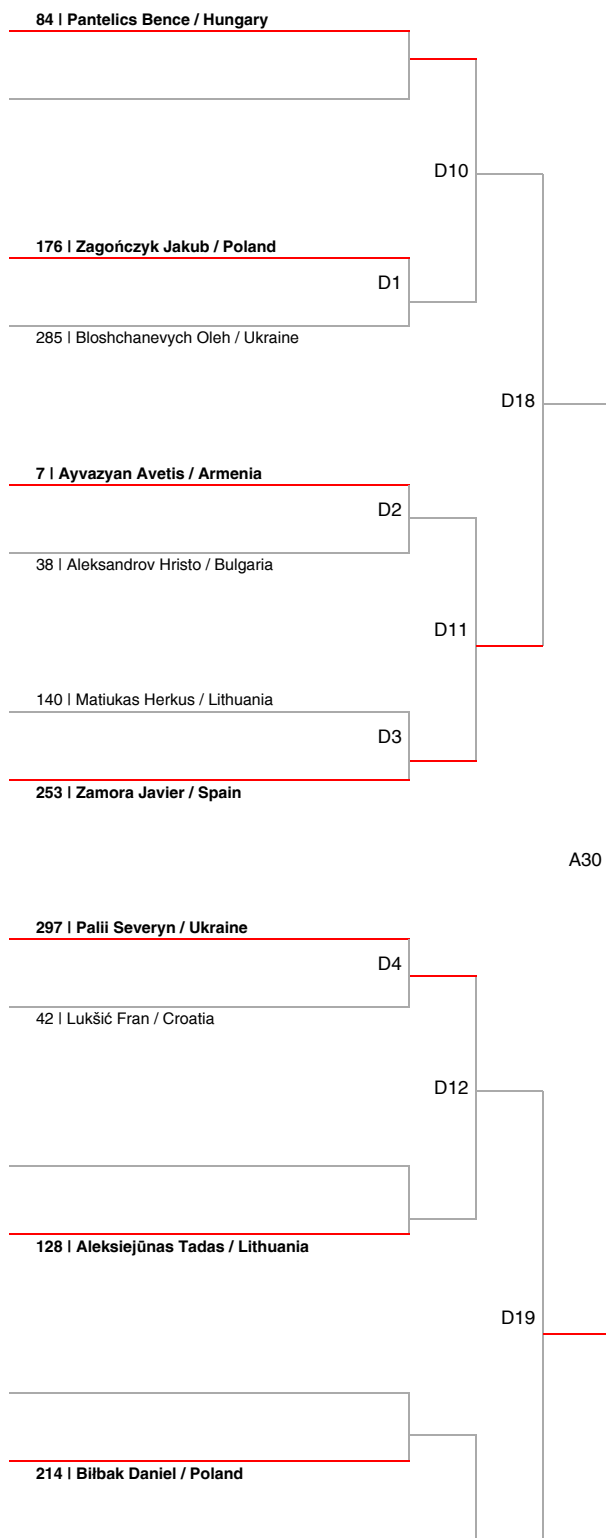 84 | Pantelics Bence / Hungary
D10
176 | Zagończyk Jakub / Poland
D1
285 | Bloshchanevych Oleh / Ukraine
D18
7 | Ayvazyan Avetis / Armenia
D2
38 | Aleksandrov Hristo / Bulgaria
D11
140 | Matiukas Herkus / Lithuania
D3
253 | Zamora Javier / Spain
A30
297 | Palii Severyn / Ukraine
D4
42 | Lukšić Fran / Croatia
D12
128 | Aleksiejūnas Tadas / Lithuania
D19
214 | Biłbak Daniel / Poland